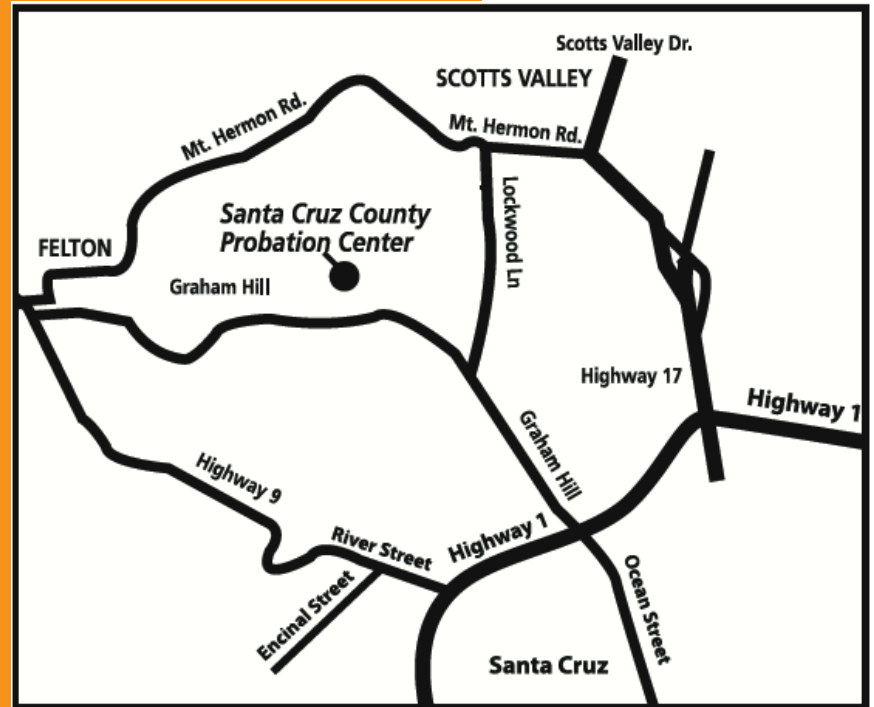 Scotts Valley Dr.
SCOTTS VALLEY
Mt. Hermon Rd.
Mt. Hermon Rd.
Lockwood Ln
Santa Cruz County
Probation Center
FELTON
Graham Hill
Highway 17
Highway 1
Graham Hill
Highway 9
River Street
Highway 1
Encinal Street
Ocean Street
Santa Cruz